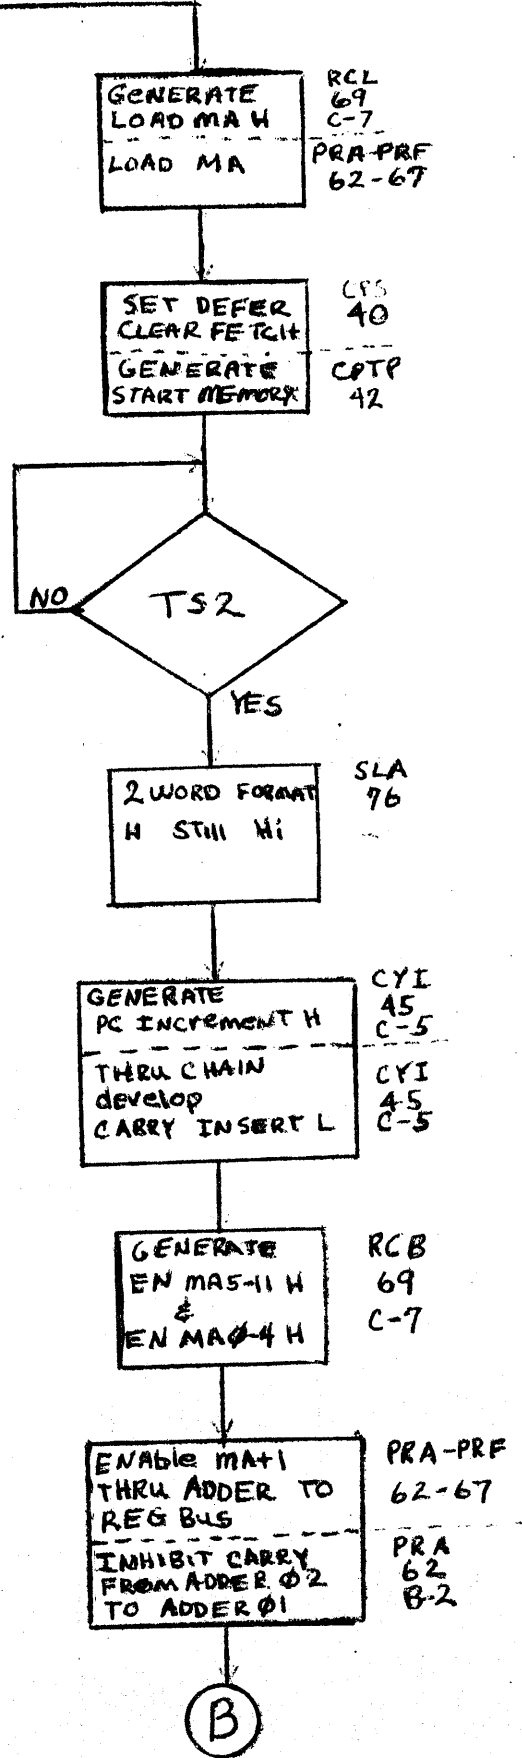 GENERATE
LOAD MA H
RCL
69
C-7
LOAD MA
PRA-PRF
62-67
SET DEFER
CLEAR FETCH
CPS
40
GENERATE
START MEMORY
CPTP
42
NO
TS2
YES
2 WORD FORMAT
H STIll Hi
SLA
76
GENERATE
PC INCremeNT H
CYI
45
C-5
THRU CHAIN
develop
CARRY INSERT L
CYI
45
C-5
GENERATE
EN MA5-11 H
&
EN MAØ-4 H
RCB
69
C-7
ENAble MA+1
THRU ADDER TO
REG BUS
PRA-PRF
62-67
INHIBIT CARRY
FROM ADDER Ø2
TO ADDER Ø1
PRA
62
B-2
B